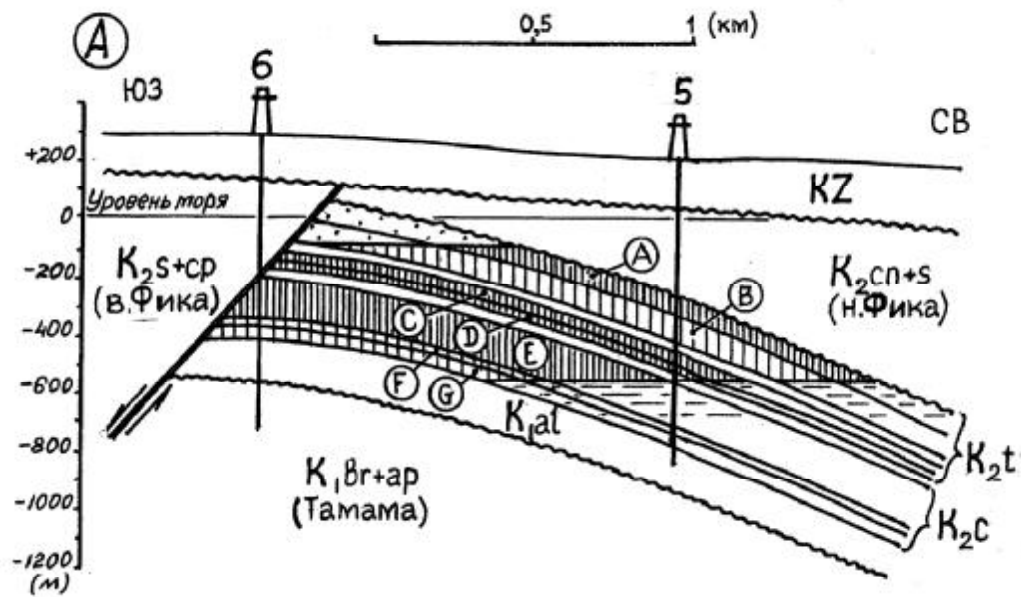 А
0,5 1 (км)
6
5
ЮЗ
СВ
+200
KZ
Уровень моря
0
K₂s+cp
(в.Фика)
K₂cn+s
(н.Фика)
-200
-400
-600
-800
-1000
-1200
(м)
A
B
C
D
E
F
G
K₁al
K₁br+ap
(Тамама)
K₂t
K₂c